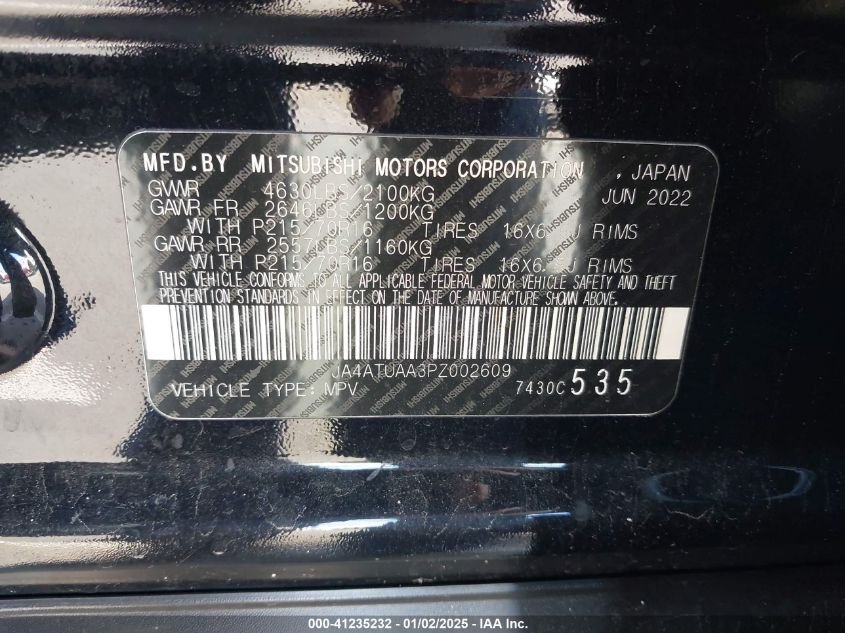 MFD.BY MITSUBISHI MOTORS CORPORATION , JAPAN
GVWR 4630LBS/2100KG JUN 2022
GAWR FR 2646LBS/1200KG
WITH P215/70R16 TIRES 16X6 J RIMS
GAWR RR 2557LBS/1160KG
WITH P215/70R16 TIRES 16X6 J RIMS
THIS VEHICLE CONFORMS TO ALL APPLICABLE FEDERAL MOTOR VEHICLE SAFETY AND THEFT
PREVENTION STANDARDS IN EFFECT ON THE DATE OF MANUFACTURE SHOWN ABOVE.
JA4ATUAA3PZ002609
VEHICLE TYPE: MPV 7430C 535
000-41235232 - 01/02/2025 - IAA Inc.